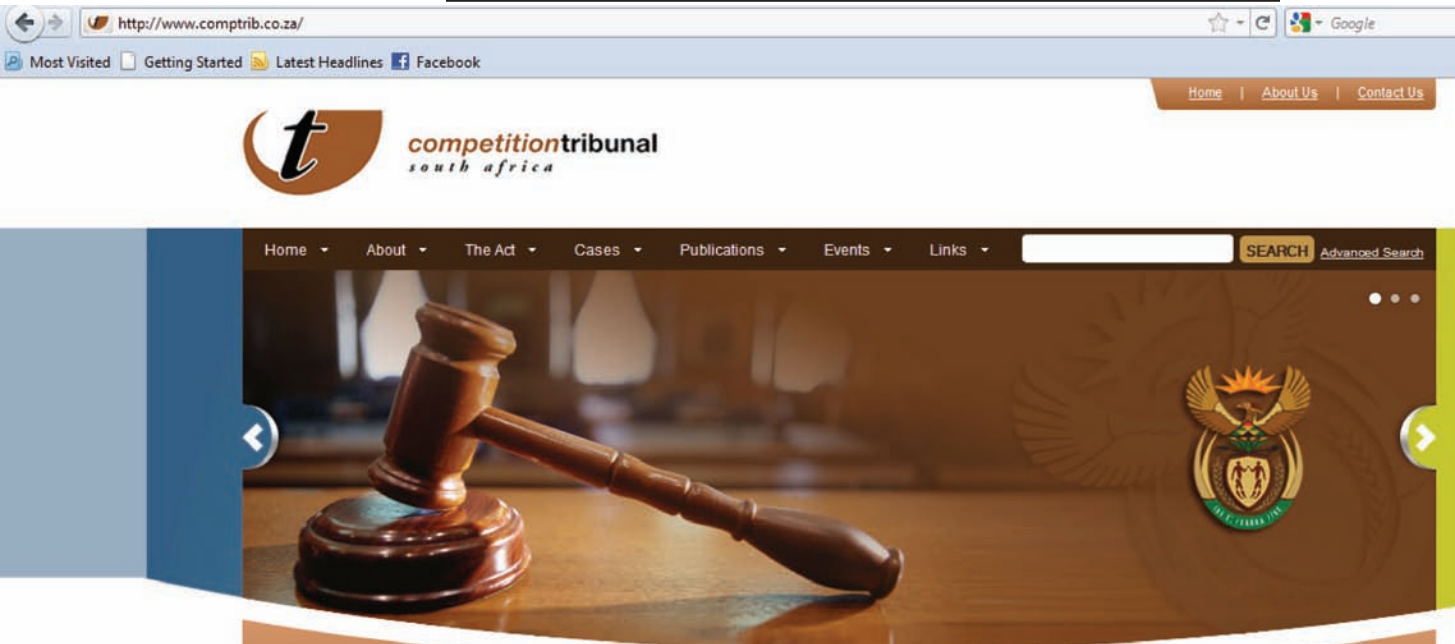 http://www.comptrib.co.za/ Google
Most Visited Getting Started Latest Headlines Facebook
Home | About Us | Contact Us
t
competitiontribunal
south africa
Home About The Act Cases Publications Events Links SEARCH Advanced Search